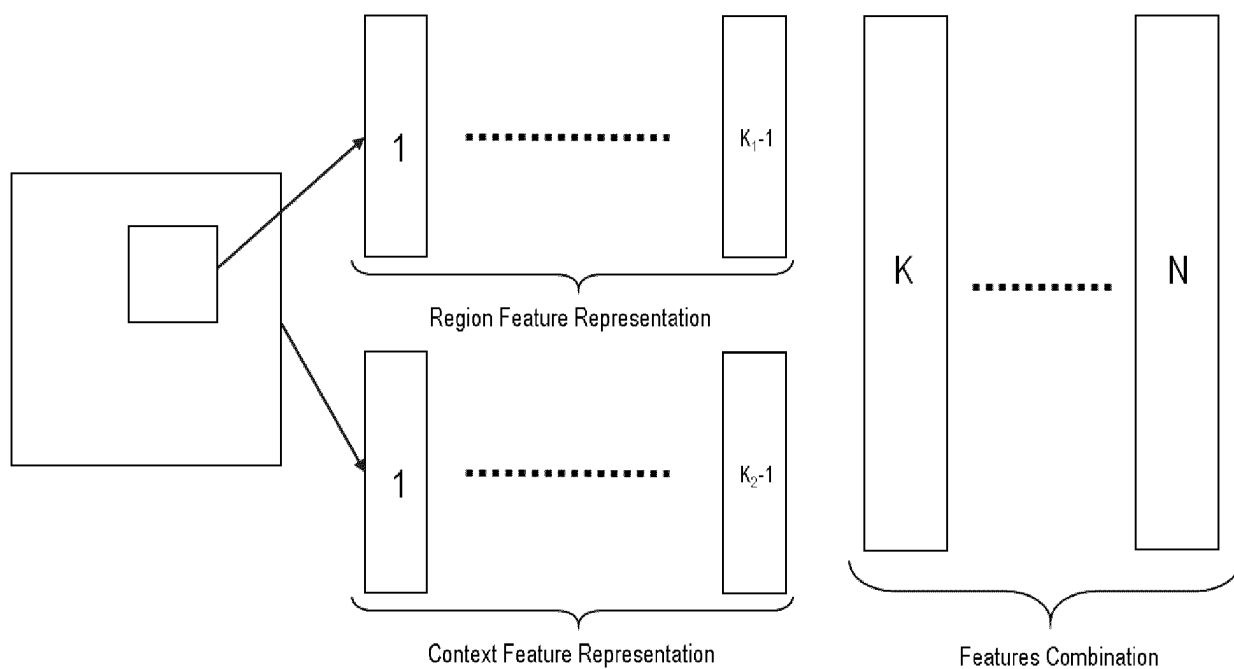 1
K₁-1
Region Feature Representation
1
K₂-1
Context Feature Representation
K
N
Features Combination